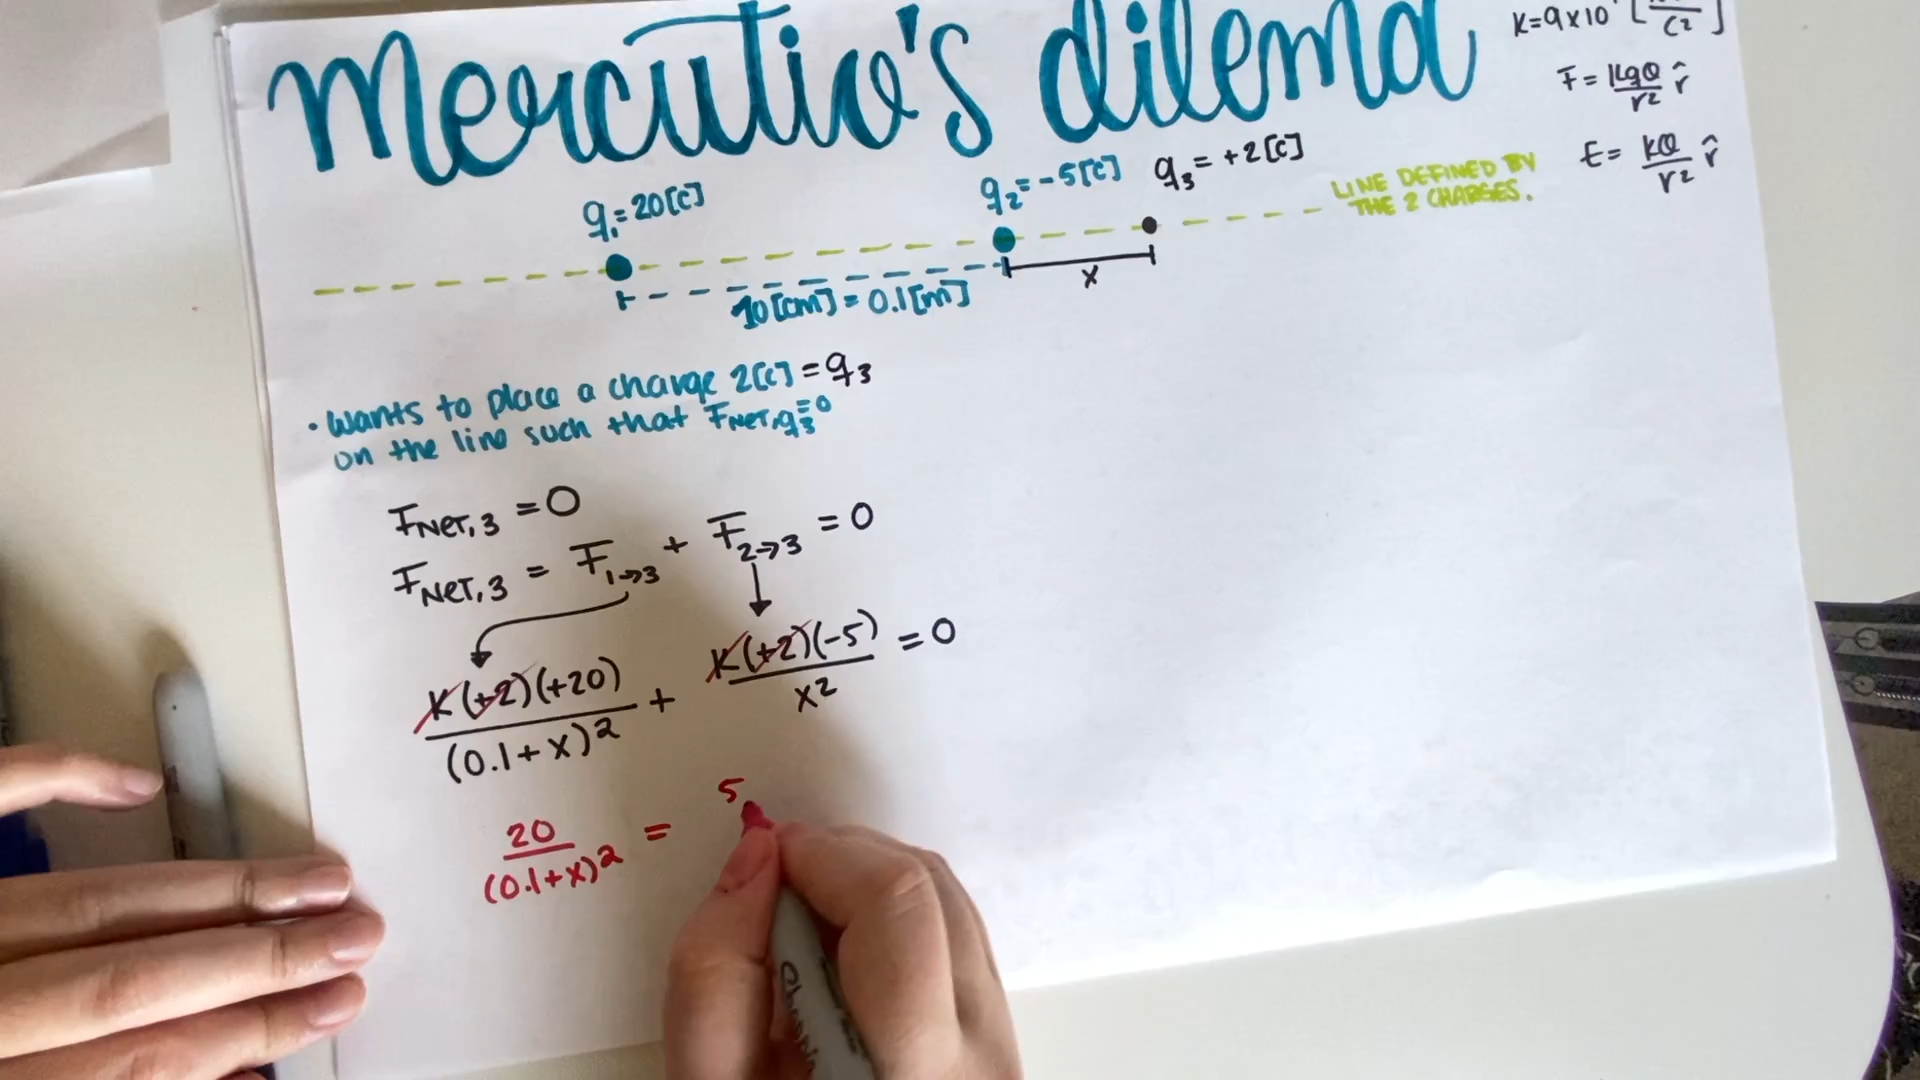 Mercutio's dilema
K=9x10 [ /C²]
F = kqQ/r² r̂
E = kQ/r² r̂
q₁=20[C]
q₂=-5[C]
q₃=+2[C]
LINE DEFINED BY
THE 2 CHARGES.
10[cm]=0.1[m]
x
• wants to place a charge 2[C] = q₃
on the line such that F_NET,q₃=0
F_NET,3 = 0
F_NET,3 = F_1→3 + F_2→3 = 0
K(+2)(+20)/(0.1+x)² + K(+2)(-5)/x² = 0
20/(0.1+x)² = 5